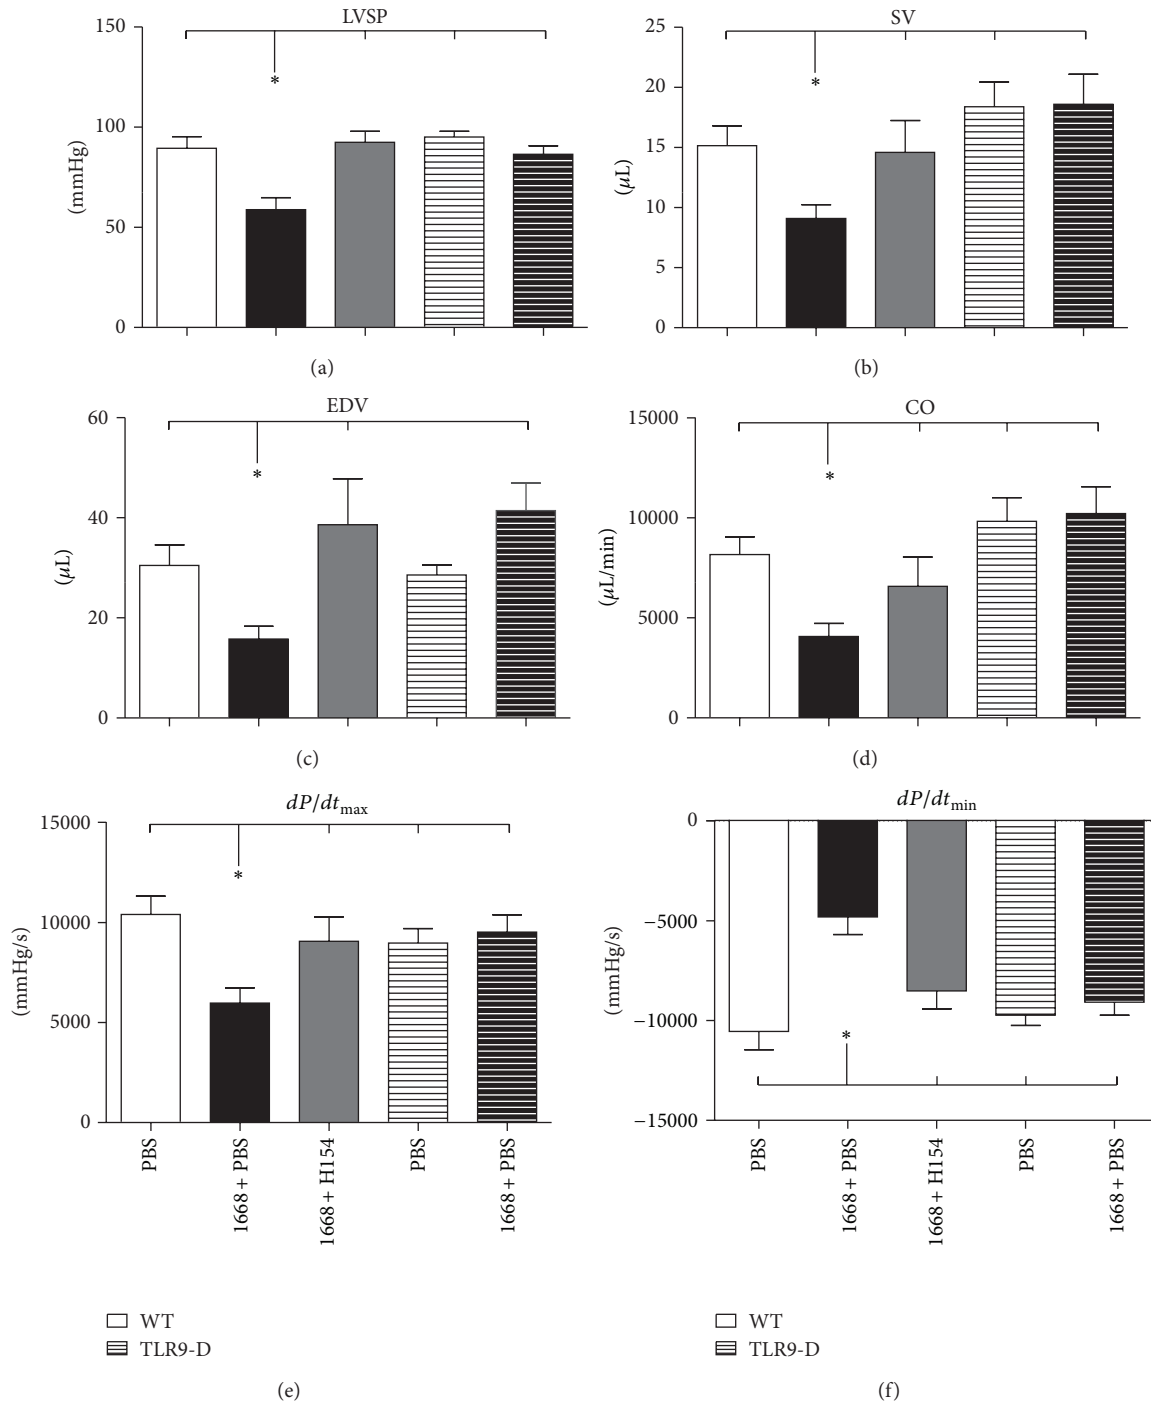 LVSP
150
100
50
0
(mmHg)
*
(a)
SV
25
20
15
10
5
0
(μL)
*
(b)
EDV
60
40
20
0
(μL)
*
(c)
CO
15000
10000
5000
0
(μL/min)
*
(d)
dP/dt_max
15000
10000
5000
0
(mmHg/s)
*
PBS
1668 + PBS
1668 + H154
PBS
1668 + PBS
WT
TLR9-D
(e)
dP/dt_min
0
−5000
−10000
−15000
(mmHg/s)
*
PBS
1668 + PBS
1668 + H154
PBS
1668 + PBS
WT
TLR9-D
(f)